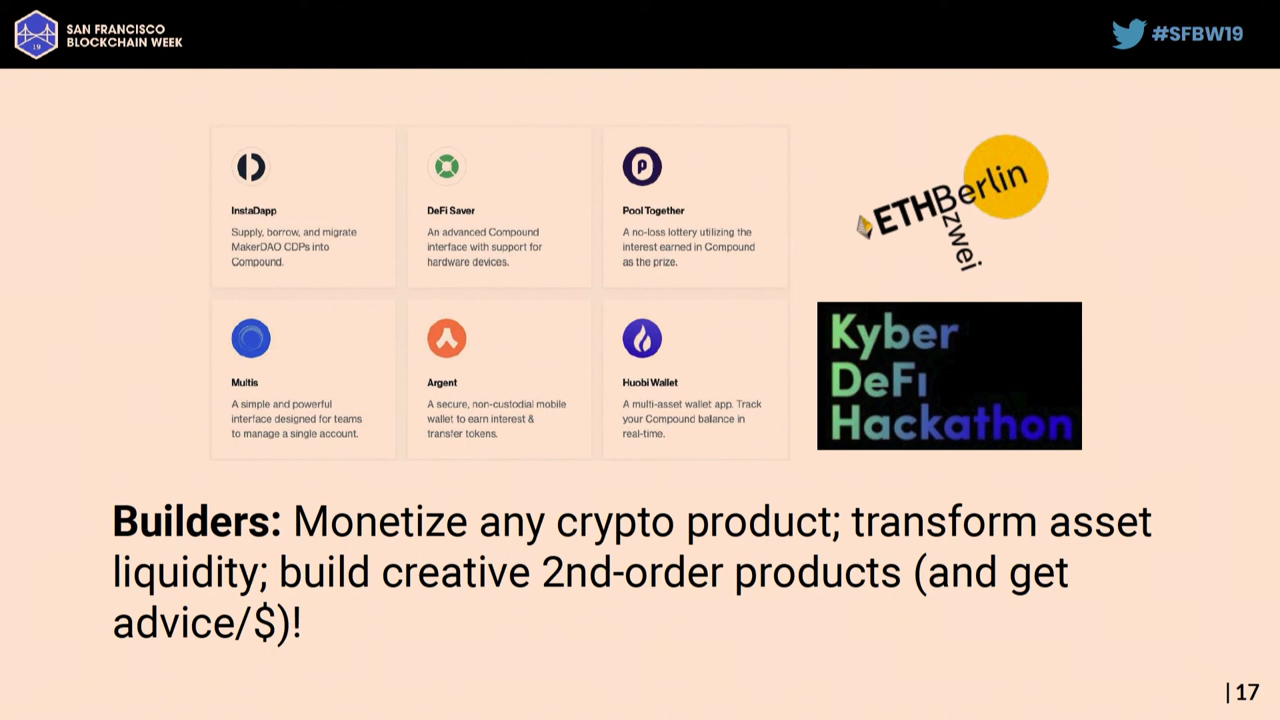 SAN FRANCISCO
BLOCKCHAIN WEEK
19
#SFBW19
InstaDapp
Supply, borrow, and migrate
MakerDAO CDPs into
Compound.
DeFi Saver
An advanced Compound
interface with support for
hardware devices.
P
Pool Together
A no-loss lottery utilizing the
interest earned in Compound
as the prize.
Multis
A simple and powerful
interface designed for teams
to manage a single account.
Argent
A secure, non-custodial mobile
wallet to earn interest &
transfer tokens.
Huobi Wallet
A multi-asset wallet app. Track
your Compound balance in
real-time.
ETHBerlin
zwei
Kyber
DeFi
Hackathon
Builders: Monetize any crypto product; transform asset
liquidity; build creative 2nd-order products (and get
advice/$)!
| 17